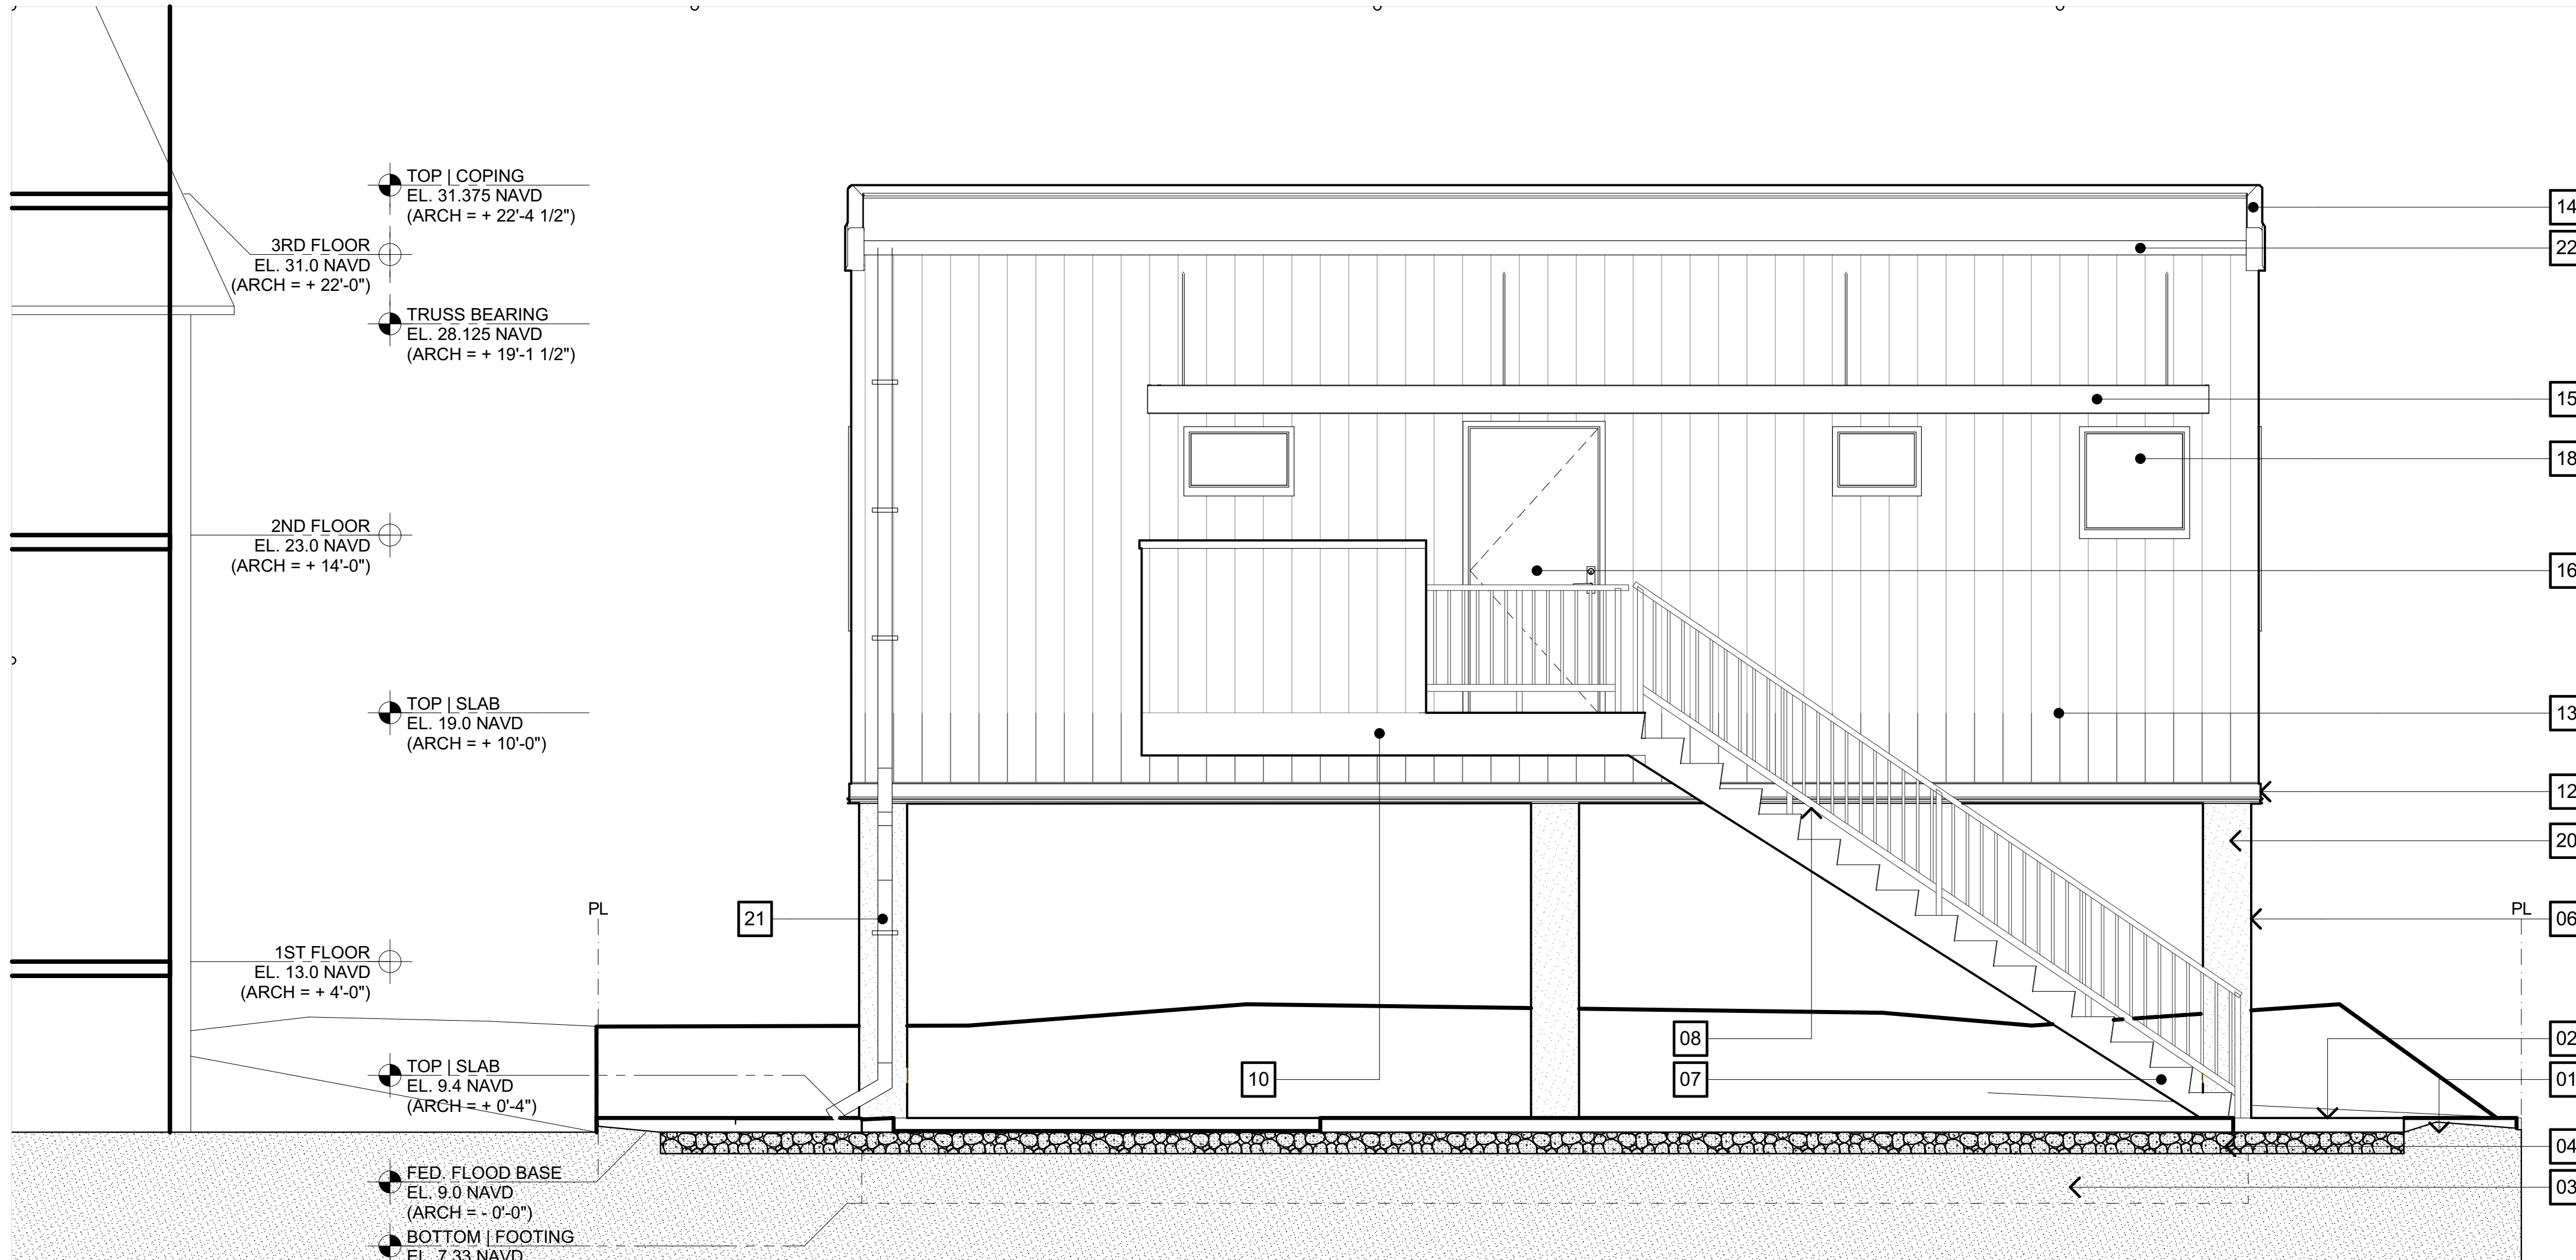 TOP | COPING
EL. 31.375 NAVD
(ARCH = + 22'-4 1/2")
3RD FLOOR
EL. 31.0 NAVD
(ARCH = + 22'-0")
TRUSS BEARING
EL. 28.125 NAVD
(ARCH = + 19'-1 1/2")
2ND FLOOR
EL. 23.0 NAVD
(ARCH = + 14'-0")
TOP | SLAB
EL. 19.0 NAVD
(ARCH = + 10'-0")
1ST FLOOR
EL. 13.0 NAVD
(ARCH = + 4'-0")
TOP | SLAB
EL. 9.4 NAVD
(ARCH = + 0'-4")
FED. FLOOD BASE
EL. 9.0 NAVD
(ARCH = - 0'-0")
BOTTOM | FOOTING
EL. 7.33 NAVD
PL
21
10
08
07
PL
14
22
15
18
16
13
12
20
06
02
01
04
03